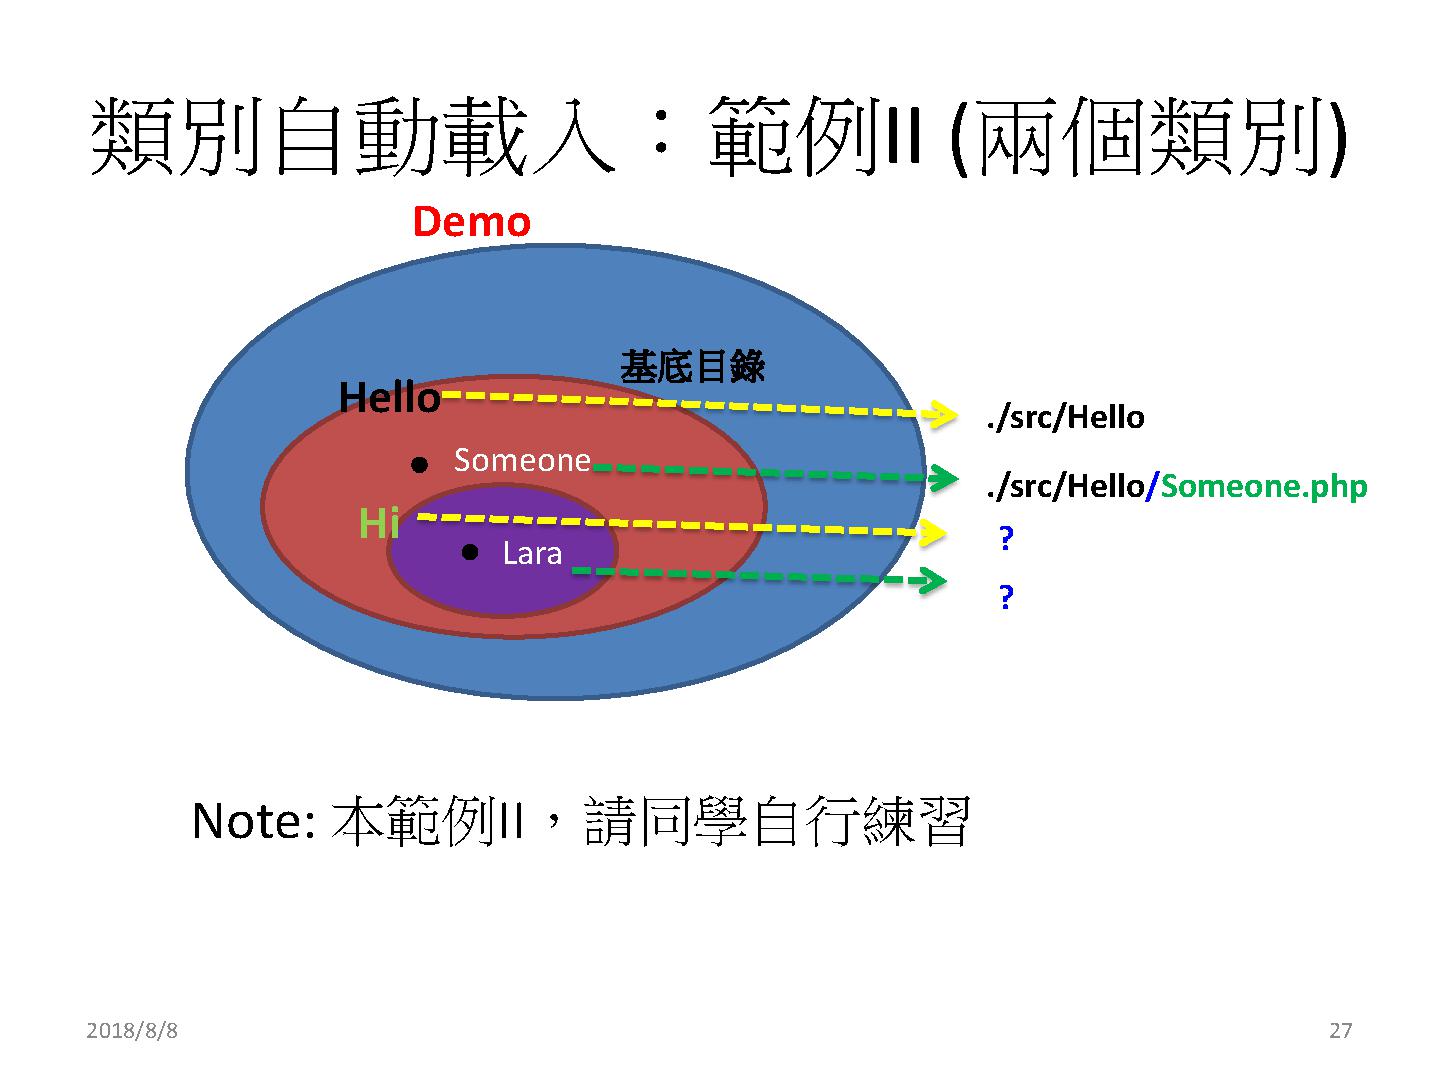 類別自動載入：範例II (兩個類別)
Demo
基底目錄
Hello
./src/Hello
Someone
./src/Hello/Someone.php
Hi
?
Lara
?
Note: 本範例II，請同學自行練習
2018/8/8
27